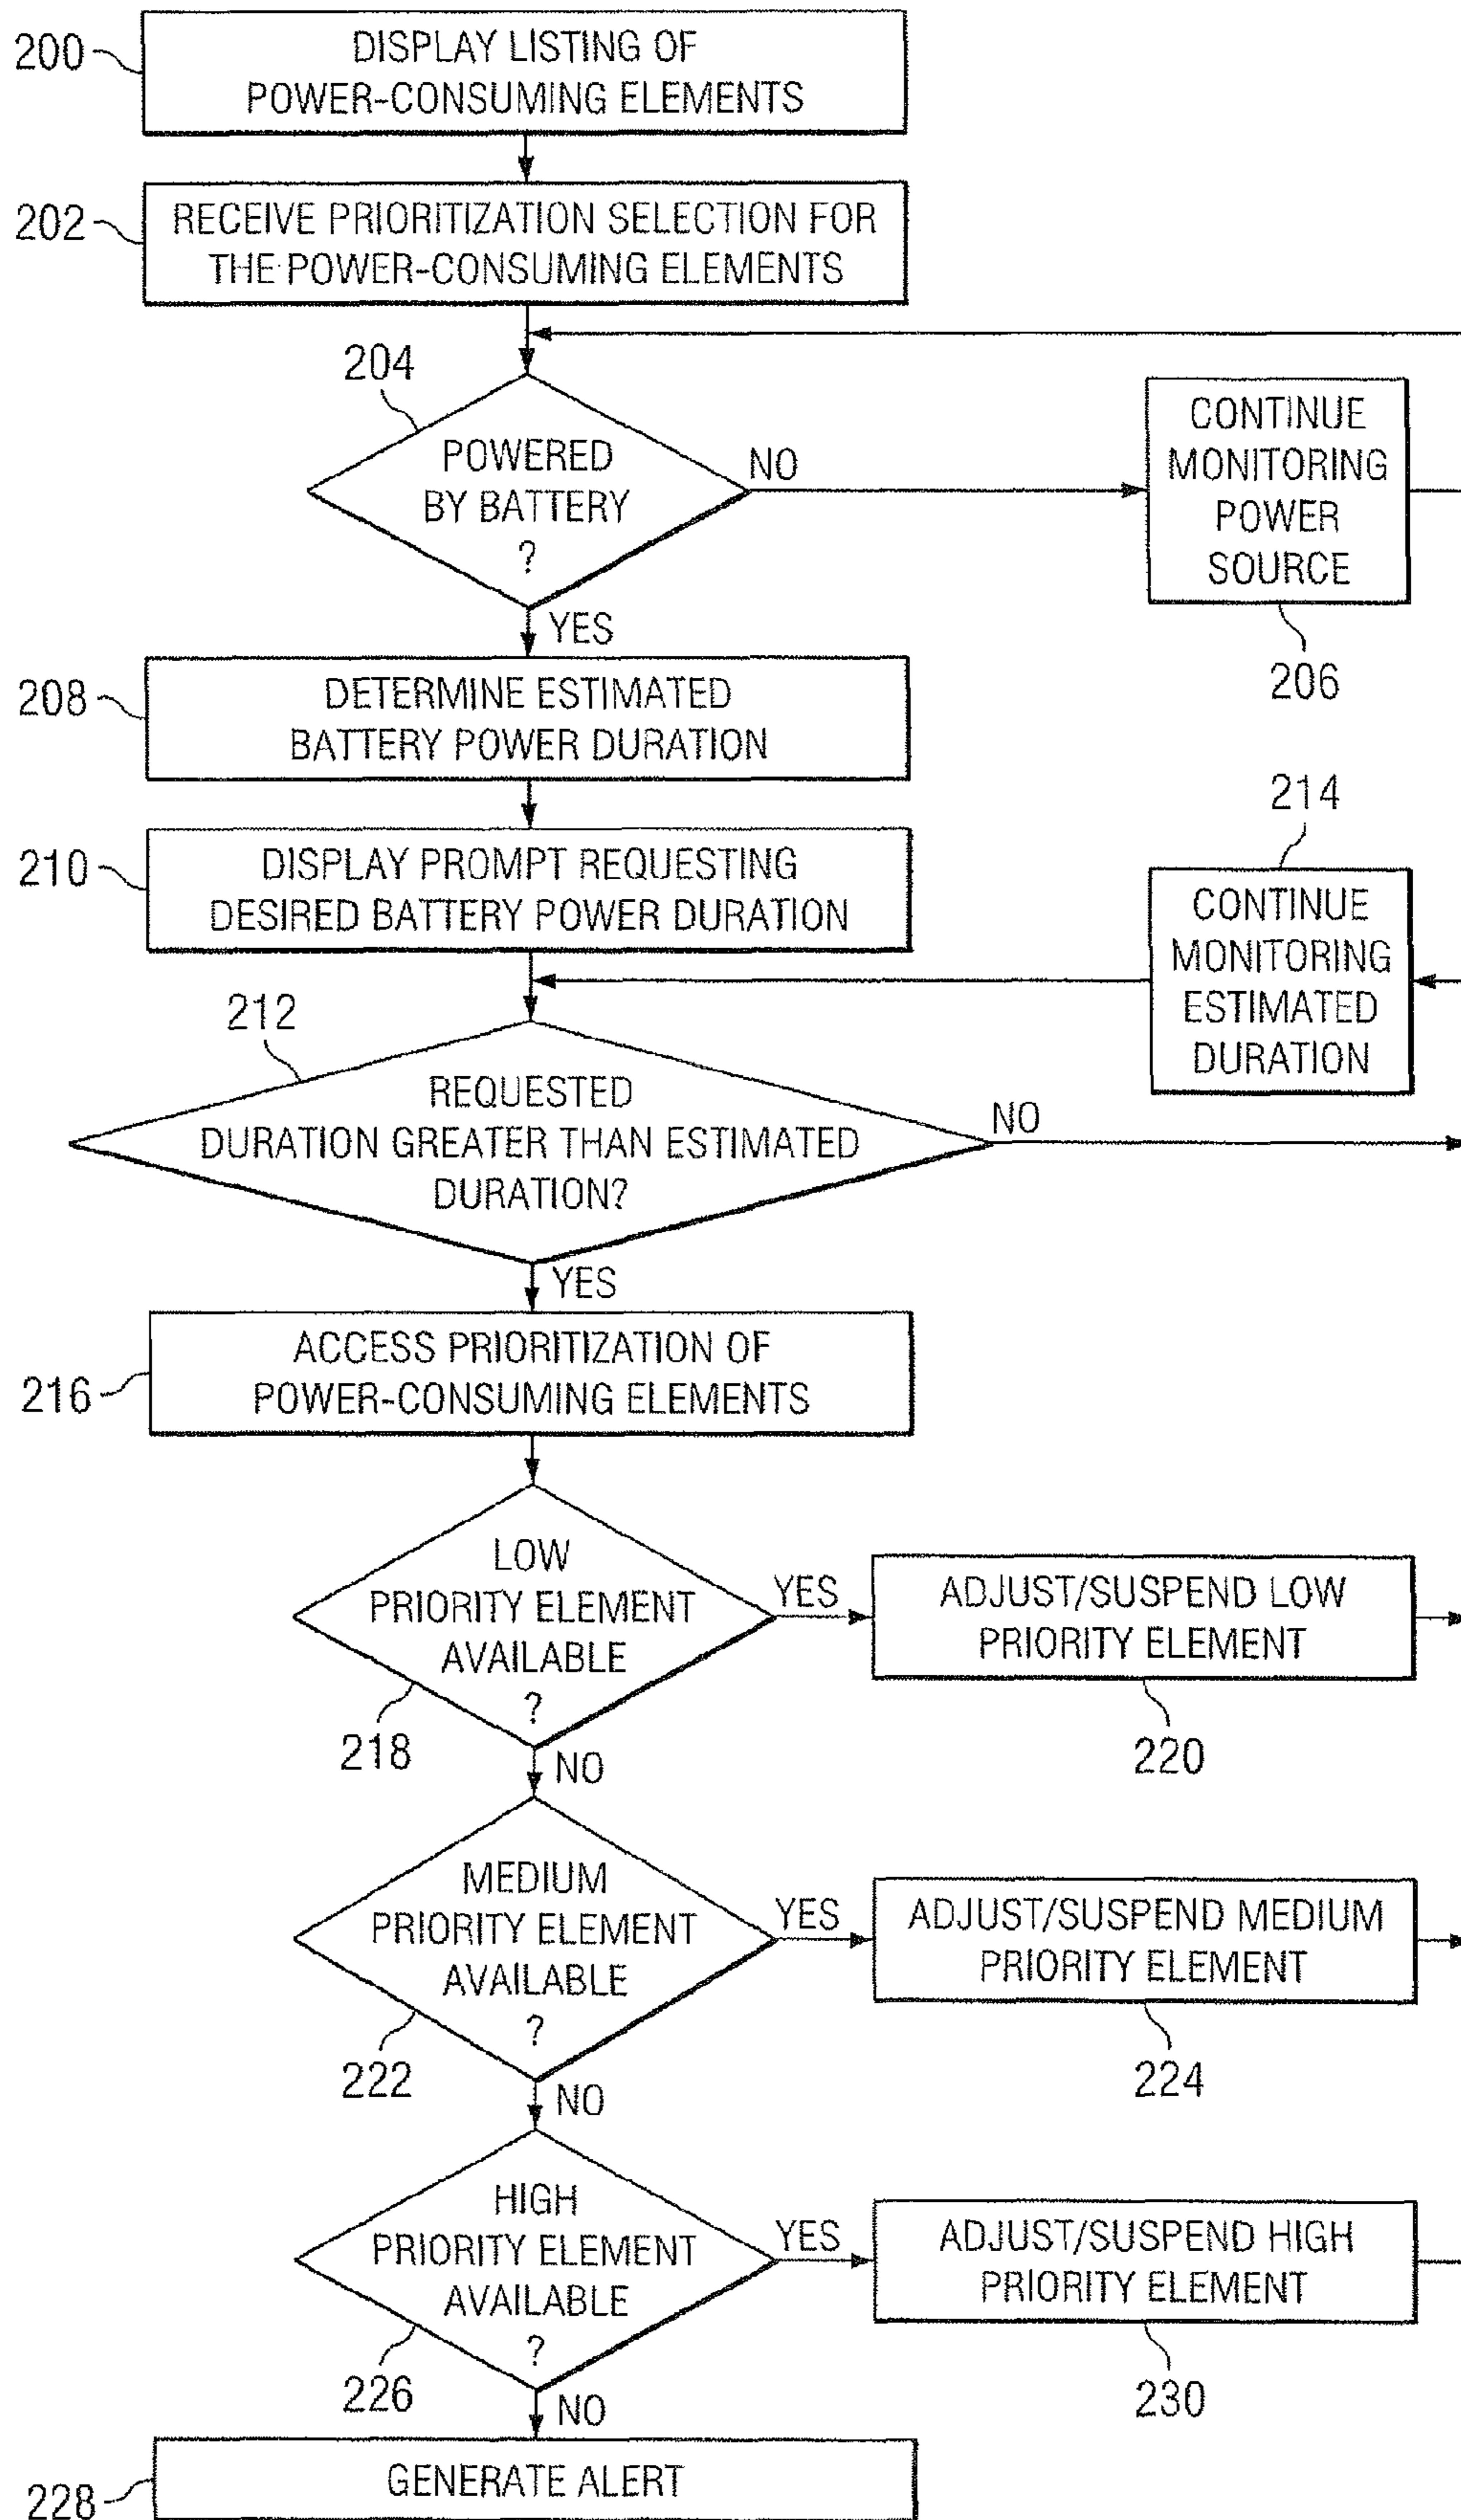 200
DISPLAY LISTING OF
POWER-CONSUMING ELEMENTS
202
RECEIVE PRIORITIZATION SELECTION FOR
THE POWER-CONSUMING ELEMENTS
204
POWERED
BY BATTERY
?
NO
CONTINUE
MONITORING
POWER
SOURCE
206
YES
208
DETERMINE ESTIMATED
BATTERY POWER DURATION
210
DISPLAY PROMPT REQUESTING
DESIRED BATTERY POWER DURATION
214
CONTINUE
MONITORING
ESTIMATED
DURATION
212
REQUESTED
DURATION GREATER THAN ESTIMATED
DURATION?
NO
YES
216
ACCESS PRIORITIZATION OF
POWER-CONSUMING ELEMENTS
LOW
PRIORITY ELEMENT
AVAILABLE
?
218
YES
ADJUST/SUSPEND LOW
PRIORITY ELEMENT
220
NO
MEDIUM
PRIORITY ELEMENT
AVAILABLE
?
222
YES
ADJUST/SUSPEND MEDIUM
PRIORITY ELEMENT
224
NO
HIGH
PRIORITY ELEMENT
AVAILABLE
?
226
YES
ADJUST/SUSPEND HIGH
PRIORITY ELEMENT
230
NO
228
GENERATE ALERT